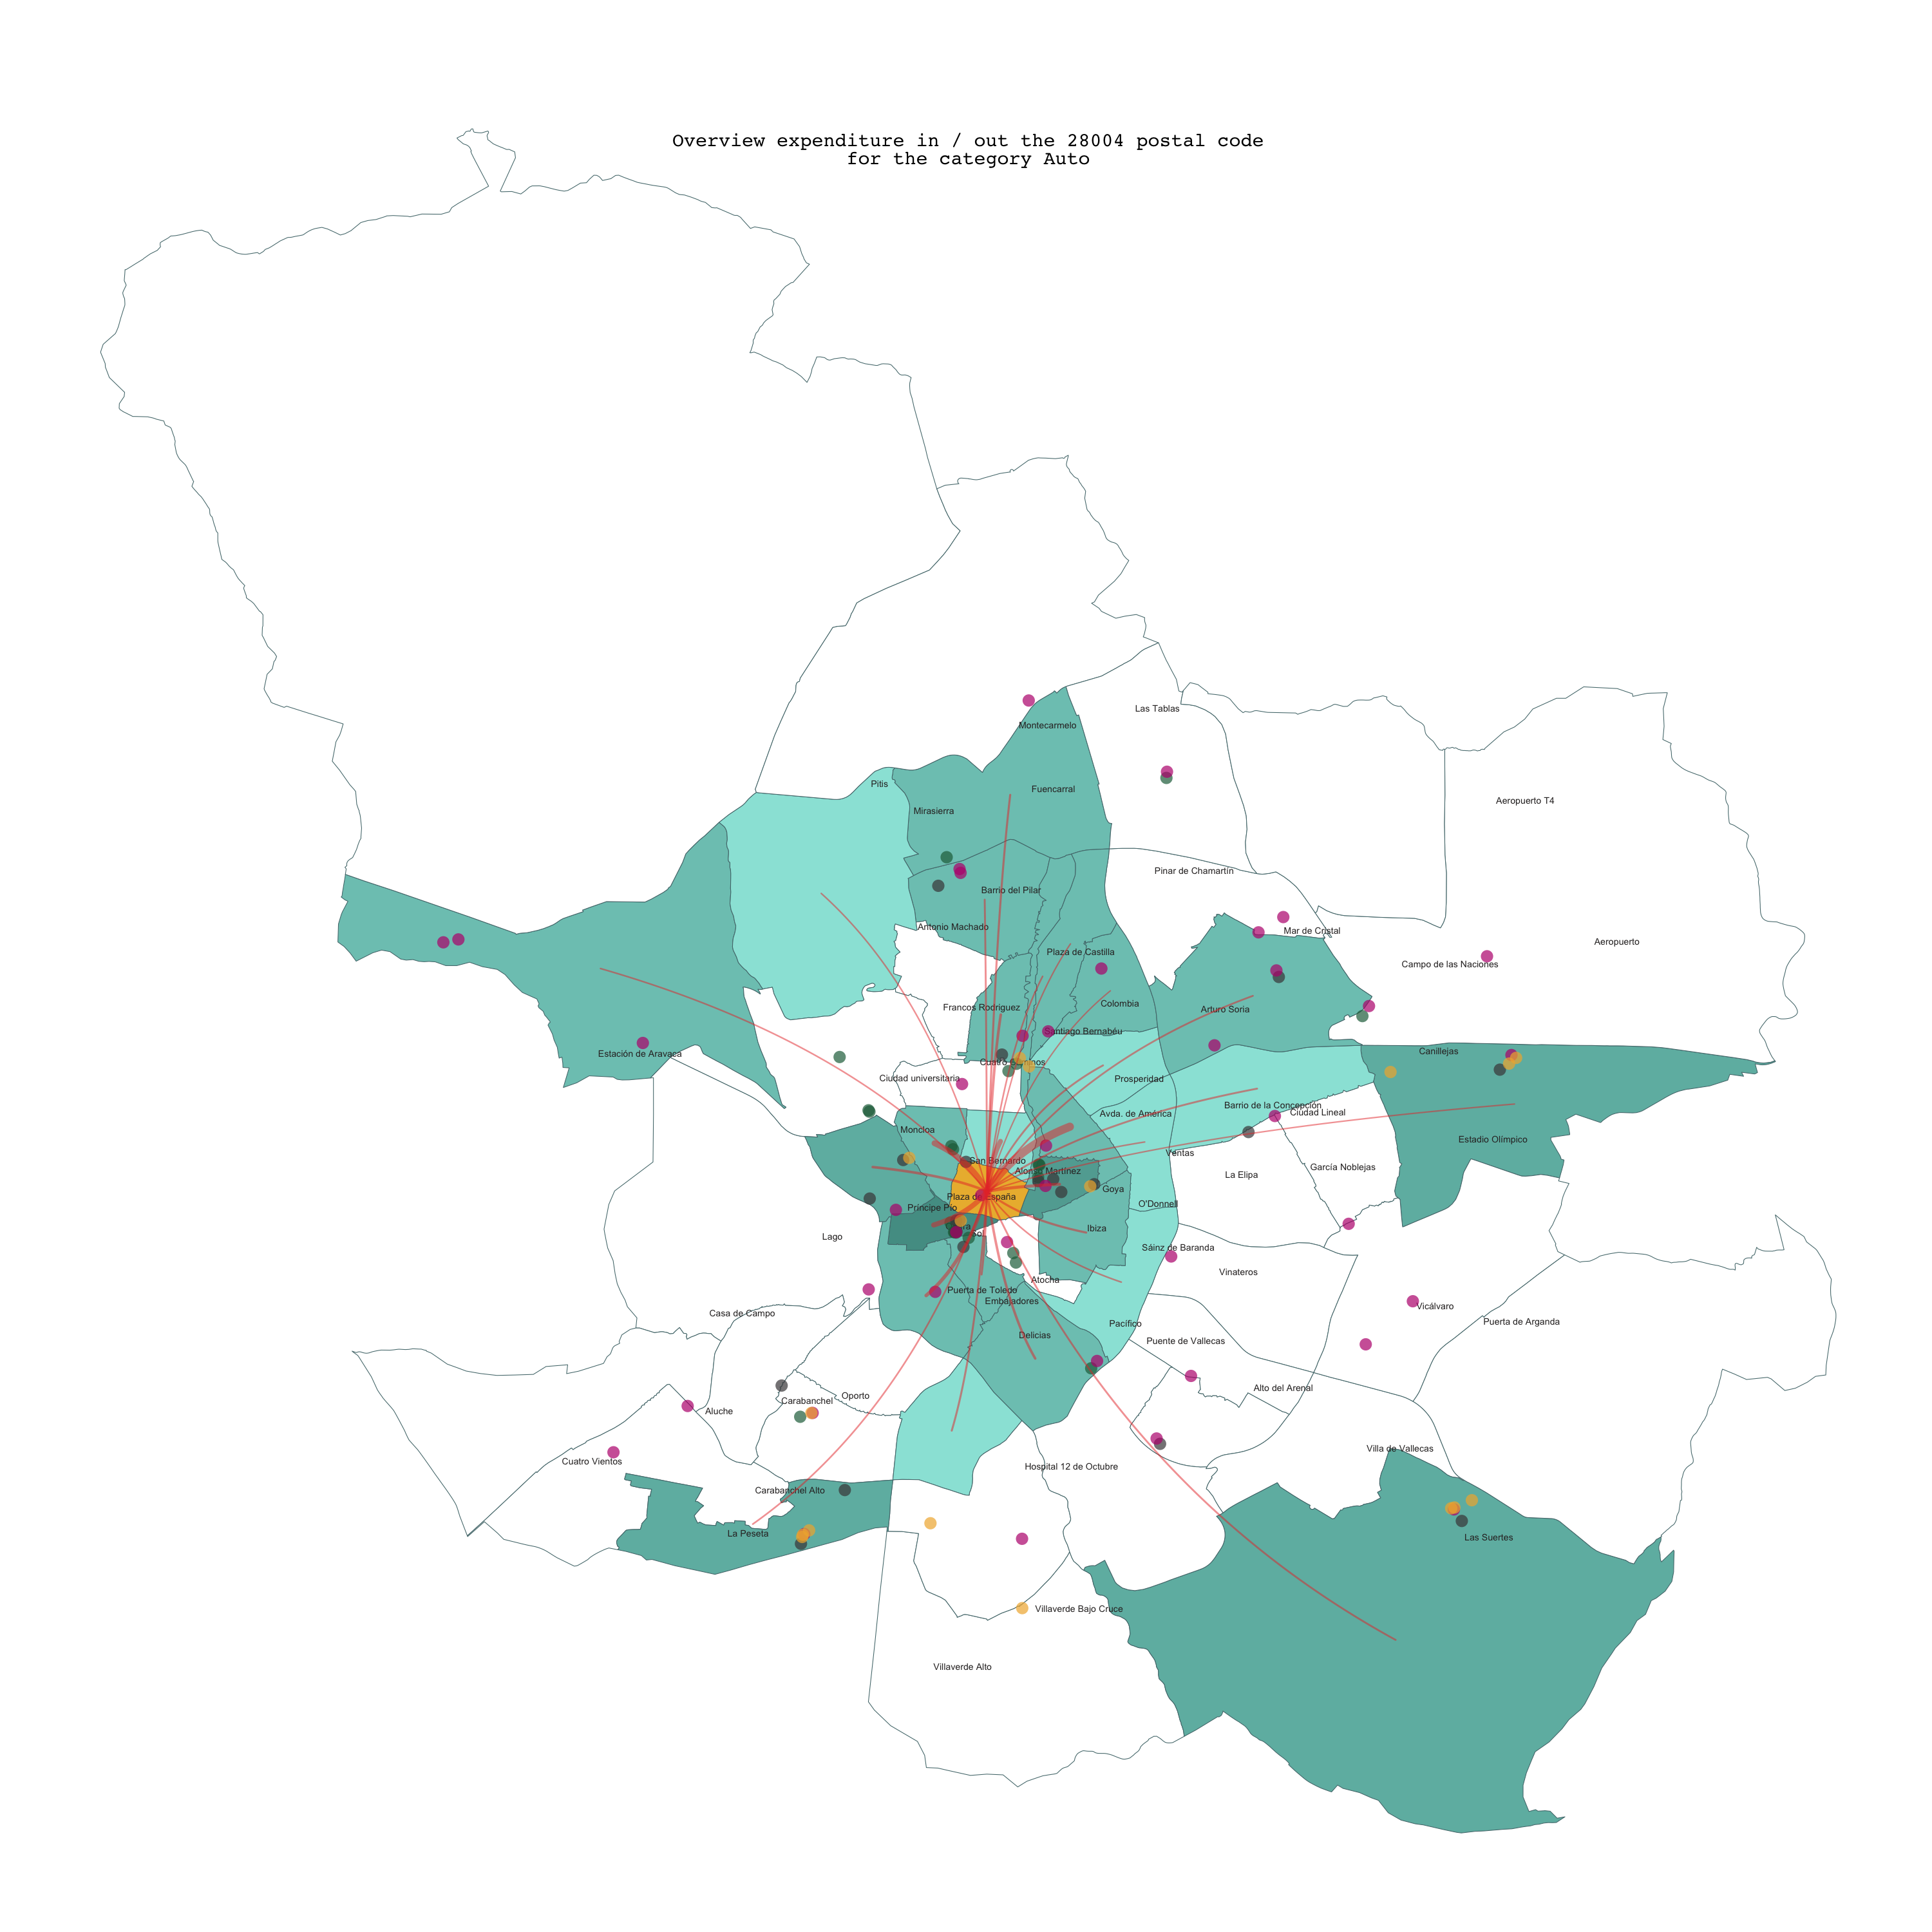 Overview expenditure in / out the 28004 postal code
for the category Auto
Las Tablas
Montecarmelo
Pitis
Fuencarral
Aeropuerto T4
Mirasierra
Pinar de Chamartín
Barrio del Pilar
Antonio Machado
Mar de Cristal
Aeropuerto
Plaza de Castilla
Campo de las Naciones
Colombia
Francos Rodriguez
Arturo Soria
Santiago Bernabéu
Canillejas
Estación de Aravaca
Ciudad universitaria
Prosperidad
Barrio de la Concepción
Avda. de América
Ciudad Lineal
Moncloa
Estadio Olímpico
Ventas
San Bernardo
García Noblejas
Alonso Martínez
La Elipa
Goya
Plaza de España
O'Donnell
Príncipe Pío
Ibiza
Lago
Sáinz de Baranda
Vinateros
Atocha
Puerta de Toledo
Embajadores
Vicálvaro
Casa de Campo
Puerta de Arganda
Pacífico
Delicias
Puente de Vallecas
Alto del Arenal
Oporto
Carabanchel
Aluche
Villa de Vallecas
Cuatro Vientos
Hospital 12 de Octubre
Carabanchel Alto
La Peseta
Las Suertes
Villaverde Bajo Cruce
Villaverde Alto